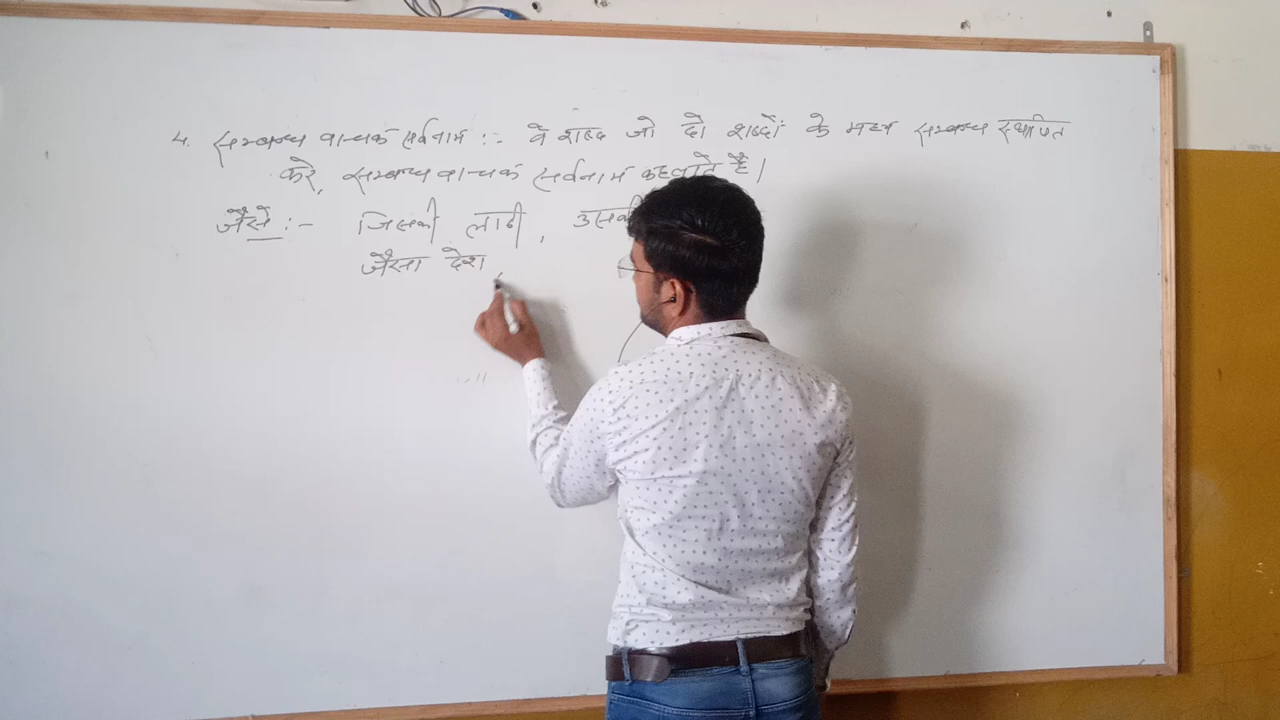 4. सम्बन्ध वाचक सर्वनाम :- वे शब्द जो दो शब्दों के मध्य सम्बन्ध स्थापित
करे, सम्बन्ध वाचक सर्वनाम कहलाते है।
जैसे :- जिसकी लाठी, उसकी
जैसा देश